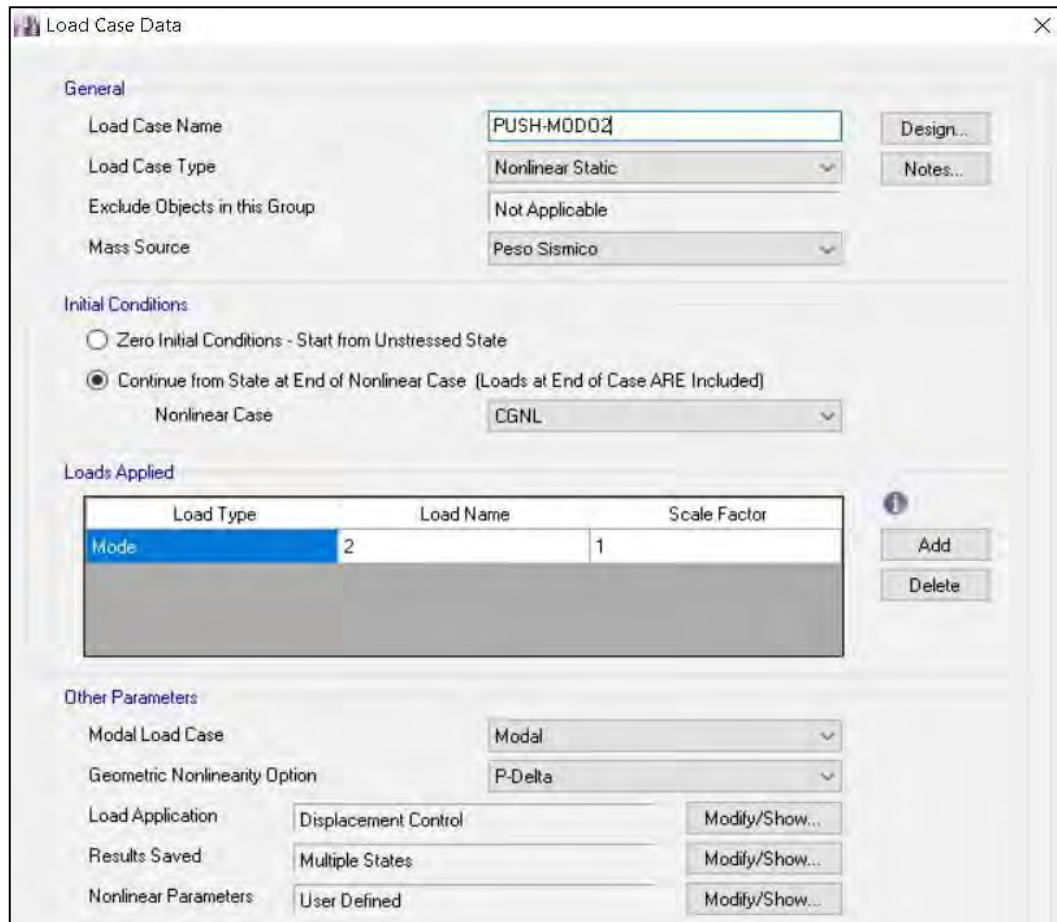 Load Case Data
General
Load Case Name PUSH-MODO2 Design...
Load Case Type Nonlinear Static Notes...
Exclude Objects in this Group Not Applicable
Mass Source Peso Sismico
Initial Conditions
Zero Initial Conditions - Start from Unstressed State
Continue from State at End of Nonlinear Case (Loads at End of Case ARE Included)
Nonlinear Case CGNL
Loads Applied
Load Type Load Name Scale Factor
Mode 2 1
Add
Delete
Other Parameters
Modal Load Case Modal
Geometric Nonlinearity Option P-Delta
Load Application Displacement Control Modify/Show...
Results Saved Multiple States Modify/Show...
Nonlinear Parameters User Defined Modify/Show...